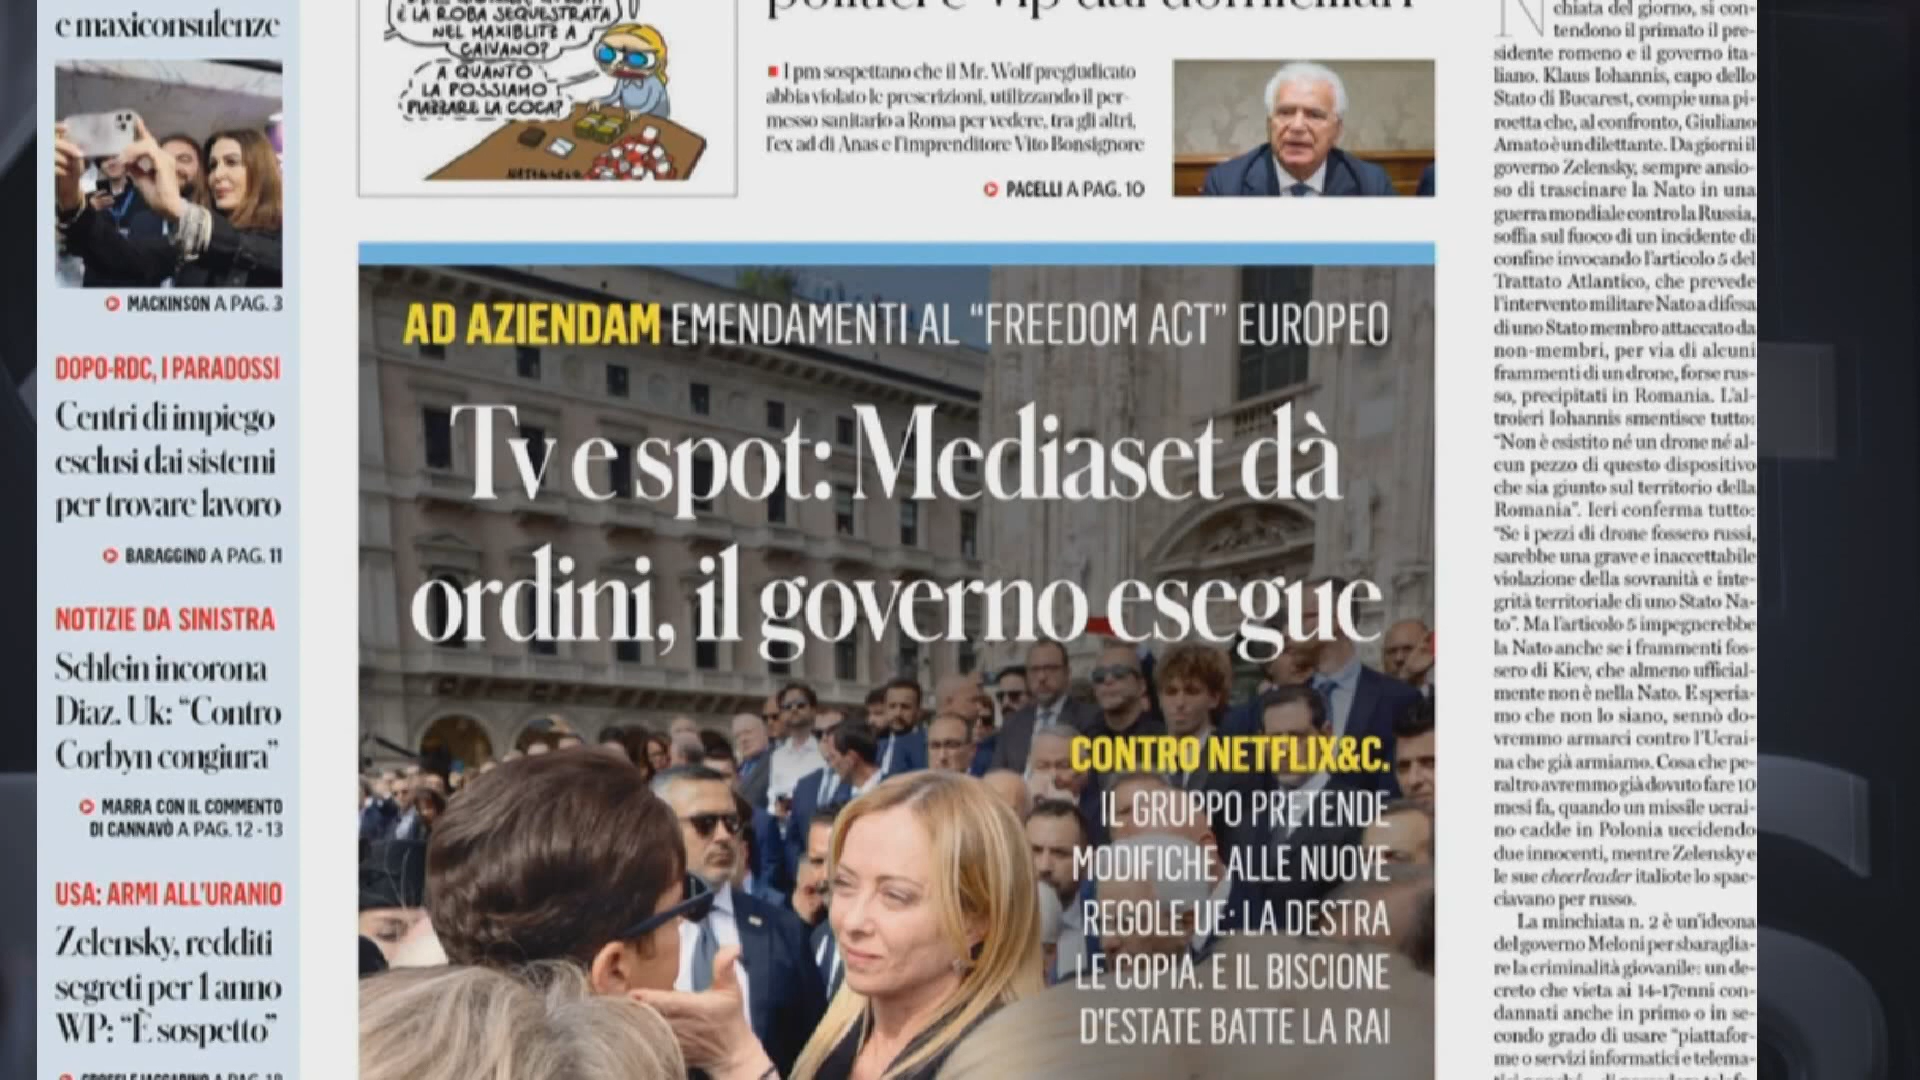 e maxiconsulenze
MACKINSON A PAG. 3
DOPO-RDC, I PARADOSSI
Centri di impiego
esclusi dai sistemi
per trovare lavoro
BARAGGINO A PAG. 11
NOTIZIE DA SINISTRA
Schlein incorona
Diaz. Uk: “Contro
Corbyn congiura”
MARRA CON IL COMMENTO
DI CANNAVÒ A PAG. 12 - 13
USA: ARMI ALL’URANIO
Zelensky, redditi
segreti per 1 anno
WP: “È sospetto”
È LA ROBA SEQUESTRATA
NEL MAXIBLITZ A
CAIVANO?
A QUANTO
LA POSSIAMO
PIAZZARE LA COCA?
politici e vip dai domiciliari
I pm sospettano che il Mr. Wolf pregiudicato
abbia violato le prescrizioni, utilizzando il per-
messo sanitario a Roma per vedere, tra gli altri,
l’ex ad di Anas e l’imprenditore Vito Bonsignore
PACELLI A PAG. 10
AD AZIENDAM EMENDAMENTI AL “FREEDOM ACT” EUROPEO
Tv e spot: Mediaset dà
ordini, il governo esegue
CONTRO NETFLIX&C.
IL GRUPPO PRETENDE
MODIFICHE ALLE NUOVE
REGOLE UE: LA DESTRA
LE COPIA. E IL BISCIONE
D’ESTATE BATTE LA RAI
chiata del giorno, si con-
tendono il primato il pre-
sidente romeno e il governo ita-
liano. Klaus Iohannis, capo dello
Stato di Bucarest, compie una pi-
roetta che, al confronto, Giuliano
Amato è un dilettante. Da giorni il
governo Zelensky, sempre ansio-
so di trascinare la Nato in una
guerra mondiale contro la Russia,
soffia sul fuoco di un incidente di
confine invocando l’articolo 5 del
Trattato Atlantico, che prevede
l’intervento militare Nato a difesa
di uno Stato membro attaccato da
non-membri, per via di alcuni
frammenti di un drone, forse rus-
so, precipitati in Romania. L’al-
troieri Iohannis smentisce tutto:
“Non è esistito né un drone né al-
cun pezzo di questo dispositivo
che sia giunto sul territorio della
Romania”. Ieri conferma tutto:
“Se i pezzi di drone fossero russi,
sarebbe una grave e inaccettabile
violazione della sovranità e inte-
grità territoriale di uno Stato Na-
to”. Ma l’articolo 5 impegnerebbe
la Nato anche se i frammenti fos-
sero di Kiev, che almeno ufficial-
mente non è nella Nato. E speria-
mo che non lo siano, sennò do-
vremmo armarci contro l’Ucrai-
na che già armiamo. Cosa che pe-
raltro avremmo già dovuto fare 10
mesi fa, quando un missile ucrai-
no cadde in Polonia uccidendo
due innocenti, mentre Zelensky e
le sue cheerleader italiote lo spac-
ciavano per russo.
La minchiata n. 2 è un’ideona
del governo Meloni per sbaraglia-
re la criminalità giovanile: un de-
creto che vieta ai 14-17enni con-
dannati anche in primo o in se-
condo grado di usare “piattafor-
me o servizi informatici e telema-